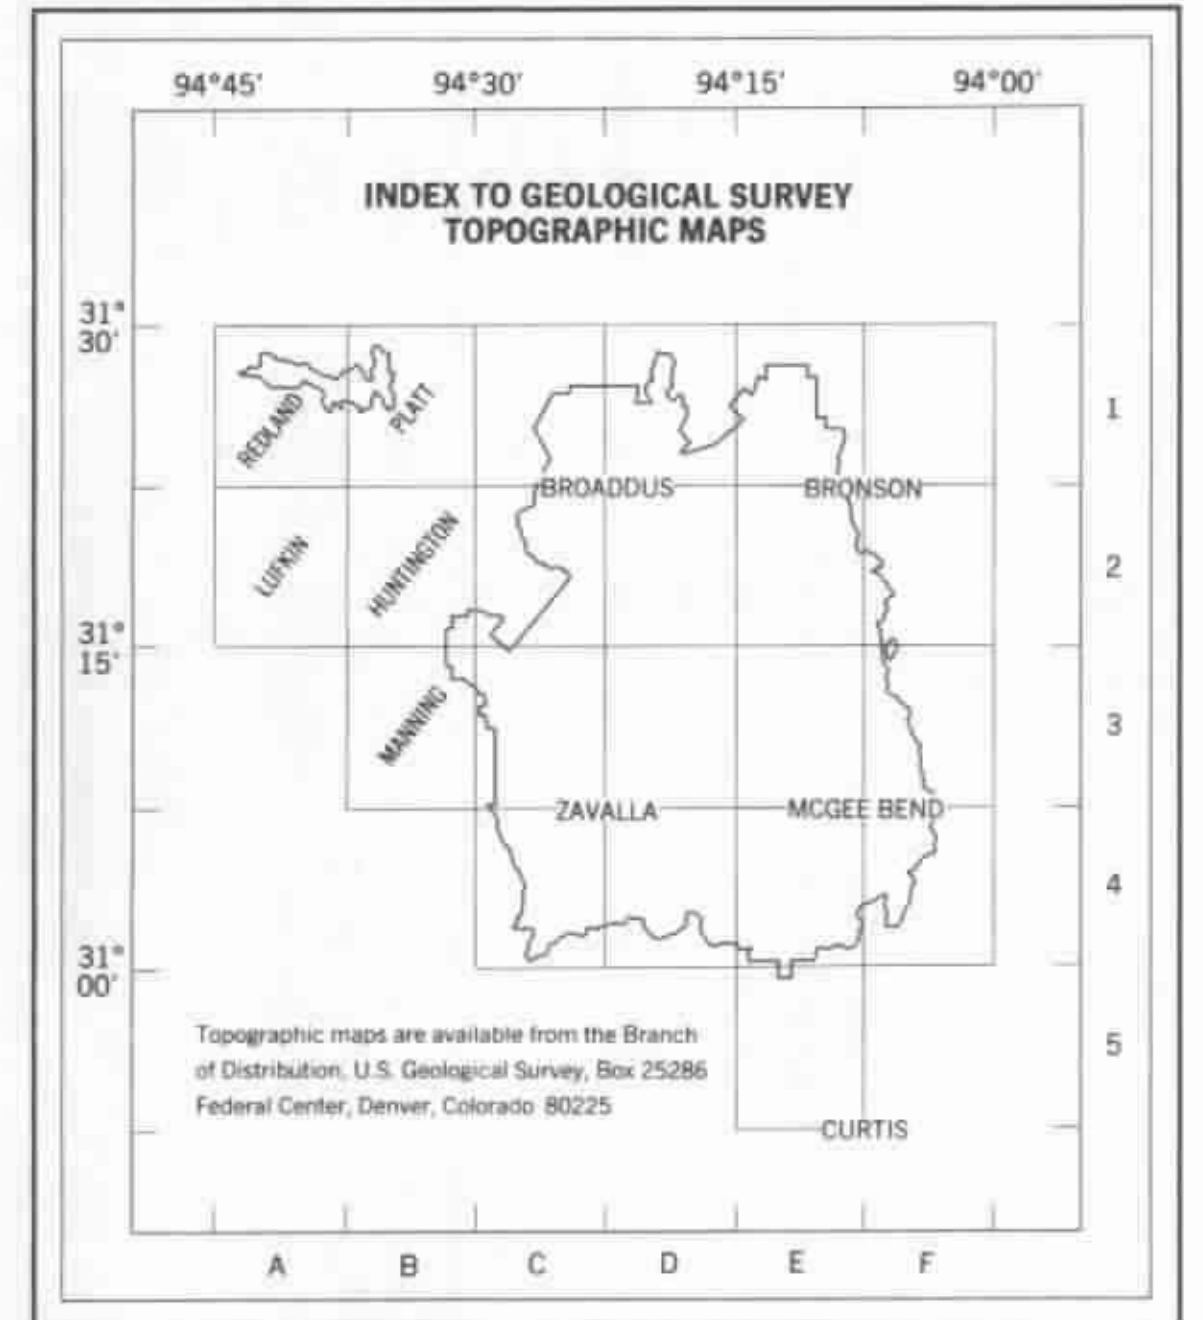 94°45' 94°30' 94°15' 94°00'
INDEX TO GEOLOGICAL SURVEY
TOPOGRAPHIC MAPS
31°
30'
REDLAND
PLATT
1
BROADDUS
BRONSON
LUFKIN
HUNTINGTON
2
31°
15'
MANNING
3
ZAVALLA
MCGEE BEND
4
31°
00'
Topographic maps are available from the Branch
of Distribution, U.S. Geological Survey, Box 25286
Federal Center, Denver, Colorado 80225
5
CURTIS
A B C D E F